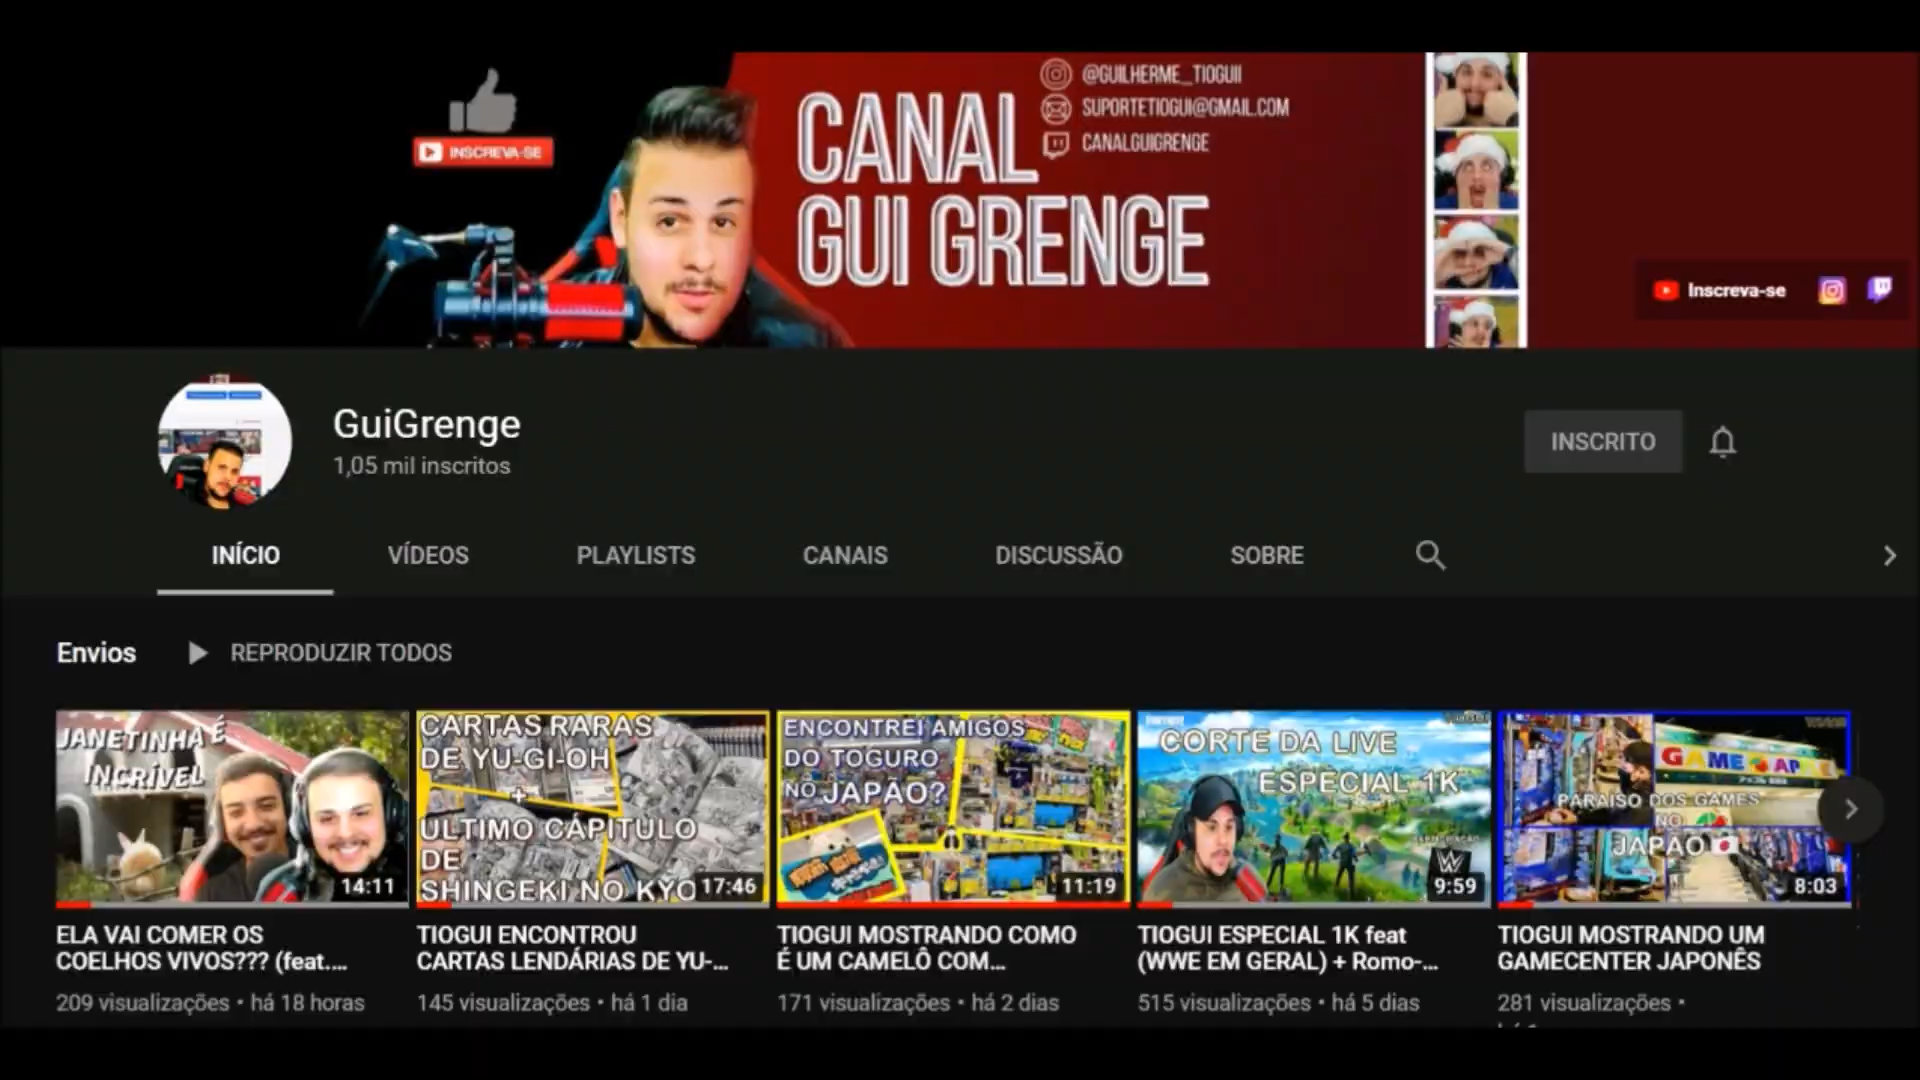 @GUILHERME_TIOGUII
SUPORTETIOGUI@GMAIL.COM
CANALGUIGRENGE
CANAL
GUI GRENGE
INSCREVA-SE
Inscreva-se
GuiGrenge
1,05 mil inscritos
INSCRITO
INÍCIO
VÍDEOS
PLAYLISTS
CANAIS
DISCUSSÃO
SOBRE
Envios
REPRODUZIR TODOS
JANETINHA É
INCRÍVEL
14:11
CARTAS RARAS
DE YU-GI-OH
+
ULTIMO CÁPITULO
DE
SHINGEKI NO KYO
17:46
ENCONTREI AMIGOS
DO TOGURO
NO JAPÃO?
11:19
CORTE DA LIVE
ESPECIAL 1K
9:59
PARAISO DOS GAMES
NO
JAPÃO
8:03
ELA VAI COMER OS
COELHOS VIVOS??? (feat....
209 visualizações • há 18 horas
TIOGUI ENCONTROU
CARTAS LENDÁRIAS DE YU-...
145 visualizações • há 1 dia
TIOGUI MOSTRANDO COMO
É UM CAMELÔ COM...
171 visualizações • há 2 dias
TIOGUI ESPECIAL 1K feat
(WWE EM GERAL) + Romo-...
515 visualizações • há 5 dias
TIOGUI MOSTRANDO UM
GAMECENTER JAPONÊS
281 visualizações •